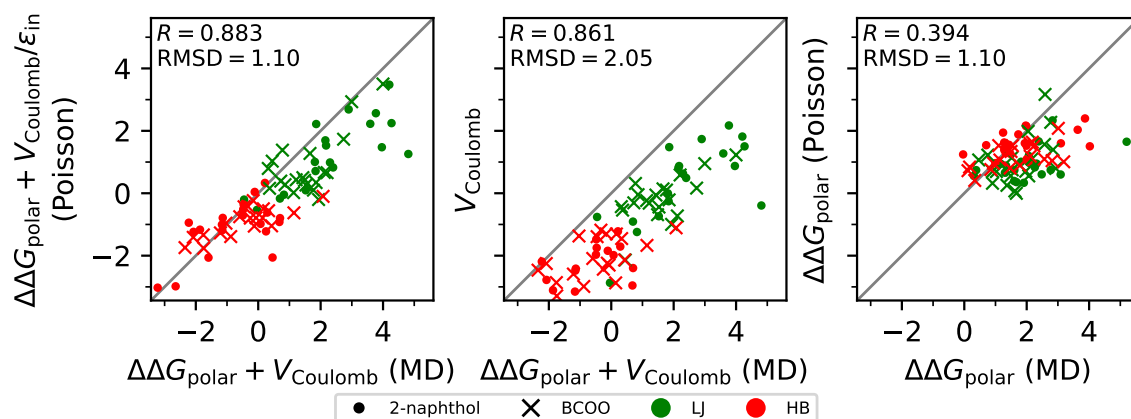 ΔΔG_polar + V_Coulomb/ε_in
(Poisson)
R = 0.883
RMSD = 1.10
4
2
0
−2
−2 0 2 4
ΔΔG_polar + V_Coulomb (MD)
V_Coulomb
R = 0.861
RMSD = 2.05
−2 0 2 4
ΔΔG_polar + V_Coulomb (MD)
ΔΔG_polar (Poisson)
R = 0.394
RMSD = 1.10
−2 0 2 4
ΔΔG_polar (MD)
2-naphthol BCOO LJ HB